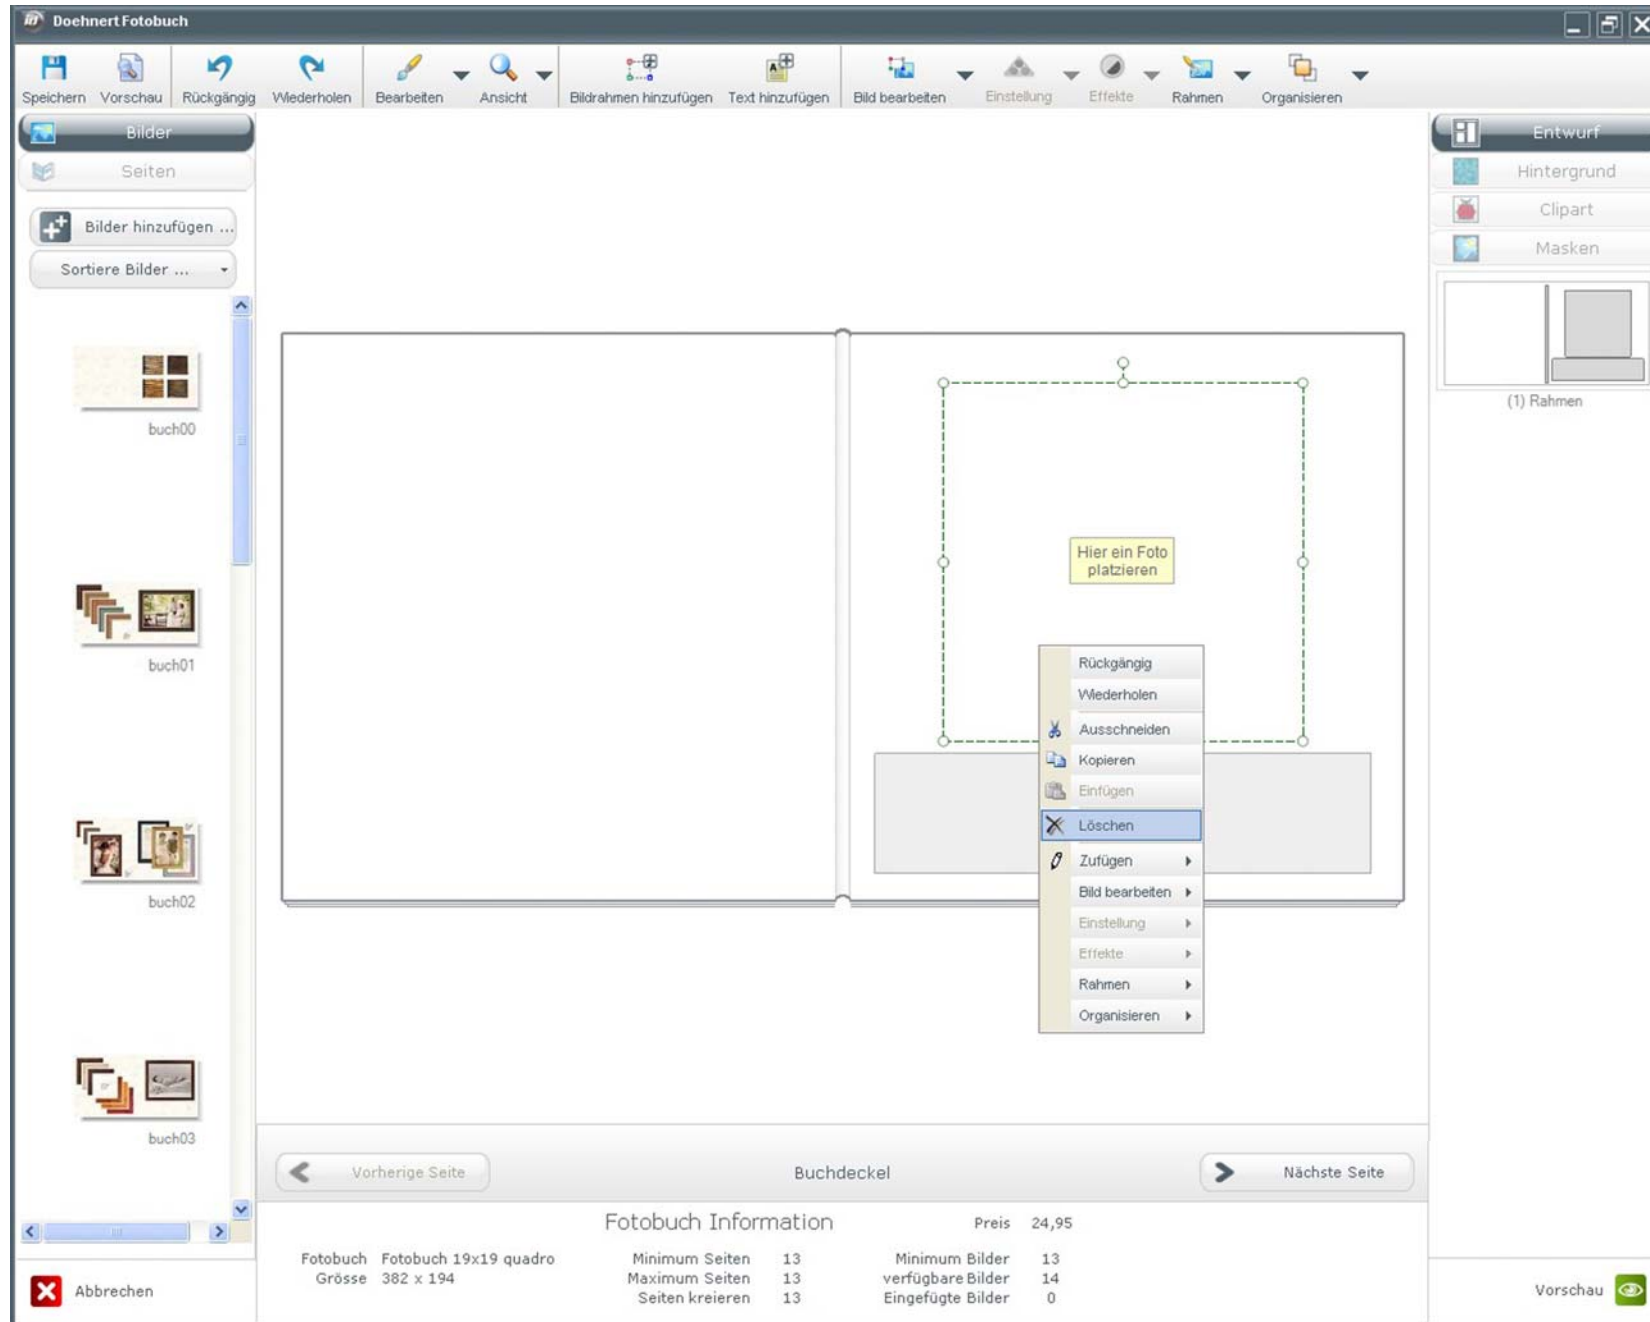 Doehnert Fotobuch
Speichern Vorschau Rückgängig Wiederholen Bearbeiten Ansicht Bildrahmen hinzufügen Text hinzufügen Bild bearbeiten Einstellung Effekte Rahmen Organisieren
Bilder
Seiten
Bilder hinzufügen ...
Sortiere Bilder ...
buch00
buch01
buch02
buch03
Abbrechen
Hier ein Foto
platzieren
Rückgängig
Wiederholen
Ausschneiden
Kopieren
Einfügen
Löschen
Zufügen
Bild bearbeiten
Einstellung
Effekte
Rahmen
Organisieren
Entwurf
Hintergrund
Clipart
Masken
(1) Rahmen
Vorherige Seite Buchdeckel Nächste Seite
Fotobuch Information Preis 24,95
Fotobuch Fotobuch 19x19 quadro Minimum Seiten 13 Minimum Bilder 13
Grösse 382 x 194 Maximum Seiten 13 verfügbare Bilder 14
Seiten kreieren 13 Eingefügte Bilder 0
Vorschau